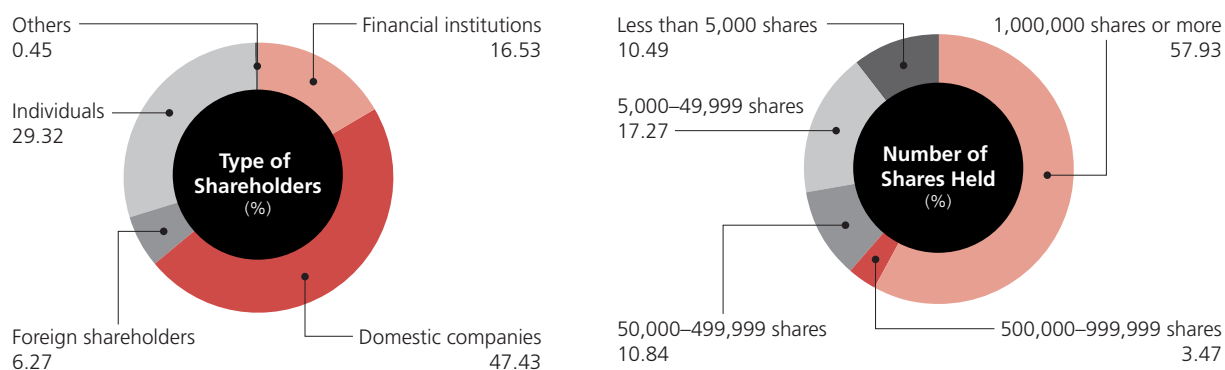 Others
0.45
Financial institutions
16.53
Individuals
29.32
Type of
Shareholders
(%)
Foreign shareholders
6.27
Domestic companies
47.43
Less than 5,000 shares
10.49
1,000,000 shares or more
57.93
5,000–49,999 shares
17.27
Number of
Shares Held
(%)
50,000–499,999 shares
10.84
500,000–999,999 shares
3.47